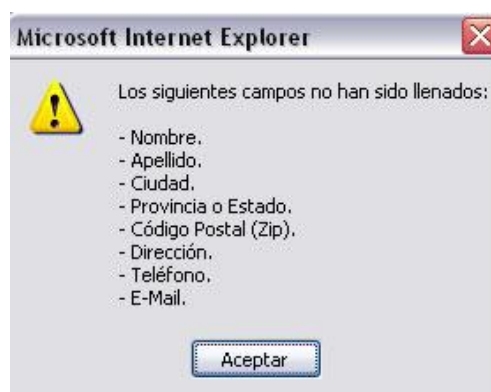 Microsoft Internet Explorer
Los siguientes campos no han sido llenados:
- Nombre.
- Apellido.
- Ciudad.
- Provincia o Estado.
- Código Postal (Zip).
- Dirección.
- Teléfono.
- E-Mail.
Aceptar